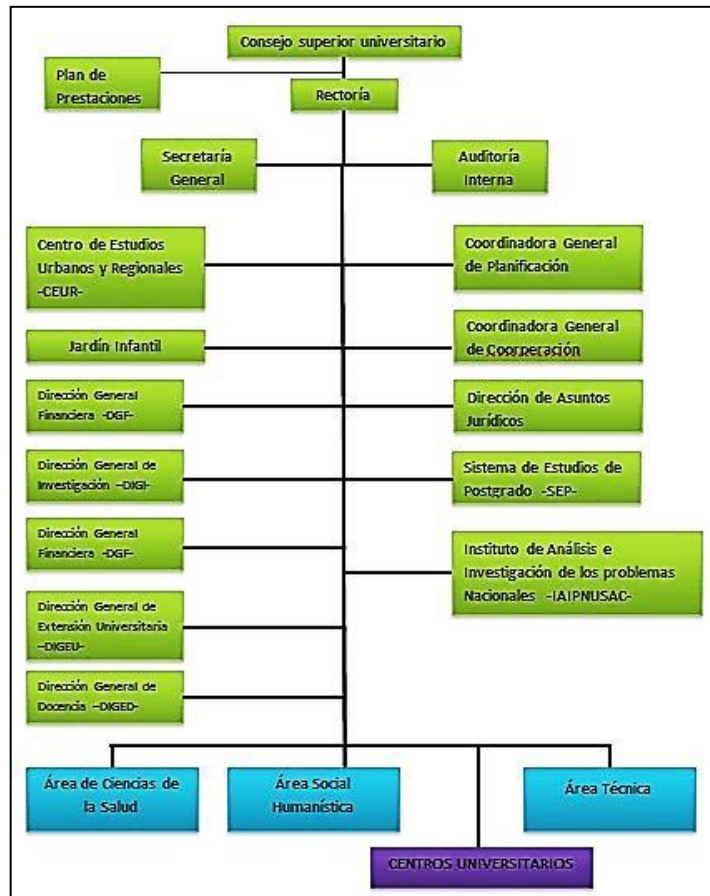 Consejo superior universitario
Plan de
Prestaciones
Rectoría
Secretaría
General
Auditoría
Interna
Centro de Estudios
Urbanos y Regionales
-CEUR-
Coordinadora General
de Planificación
Jardín Infantil
Coordinadora General
de Coorperación
Dirección General
Financiera -DGF-
Dirección de Asuntos
Jurídicos
Dirección General de
Investigación –DIGI-
Sistema de Estudios de
Postgrado -SEP-
Dirección General
Financiera -DGF-
Instituto de Análisis e
Investigación de los problemas
Nacionales -IAIPNUSAC-
Dirección General de
Extensión Universitaria
–DIGEU-
Dirección General de
Docencia –DIGED-
Área de Ciencias de
la Salud
Área Social
Humanística
Área Técnica
CENTROS UNIVERSITARIOS